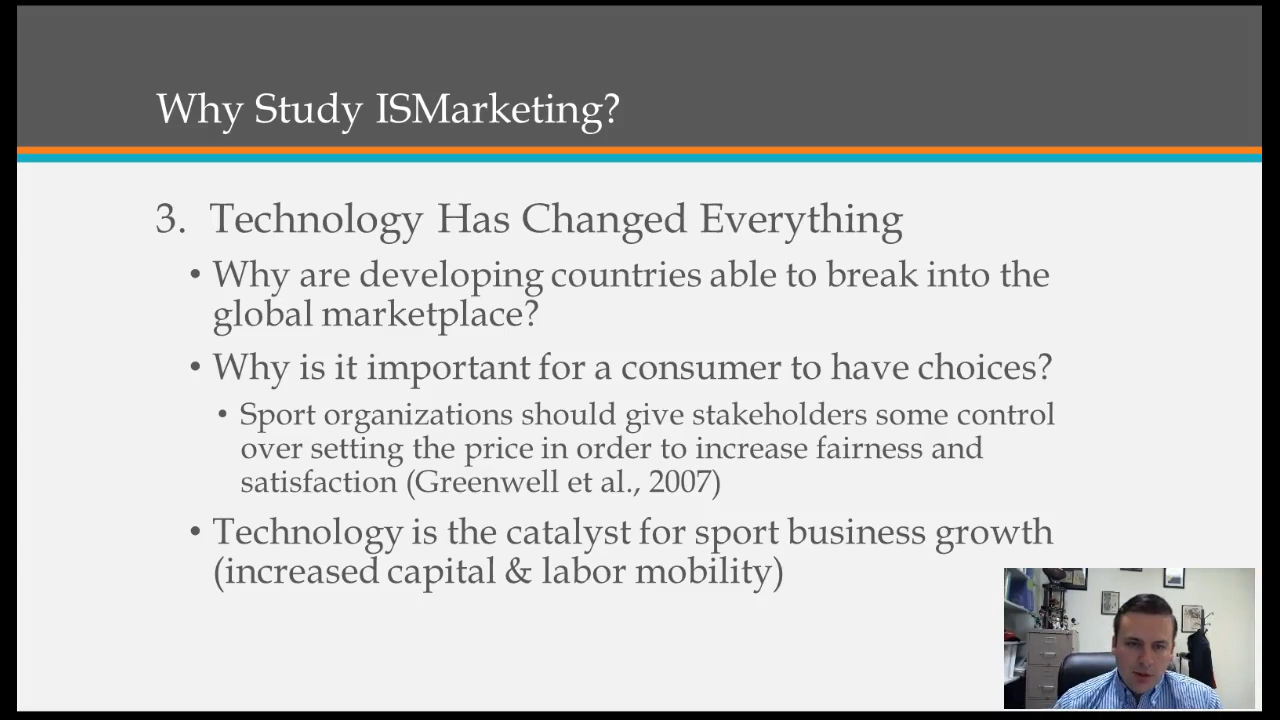 Why Study ISMarketing?
3. Technology Has Changed Everything
• Why are developing countries able to break into the
global marketplace?
• Why is it important for a consumer to have choices?
• Sport organizations should give stakeholders some control
over setting the price in order to increase fairness and
satisfaction (Greenwell et al., 2007)
• Technology is the catalyst for sport business growth
(increased capital & labor mobility)